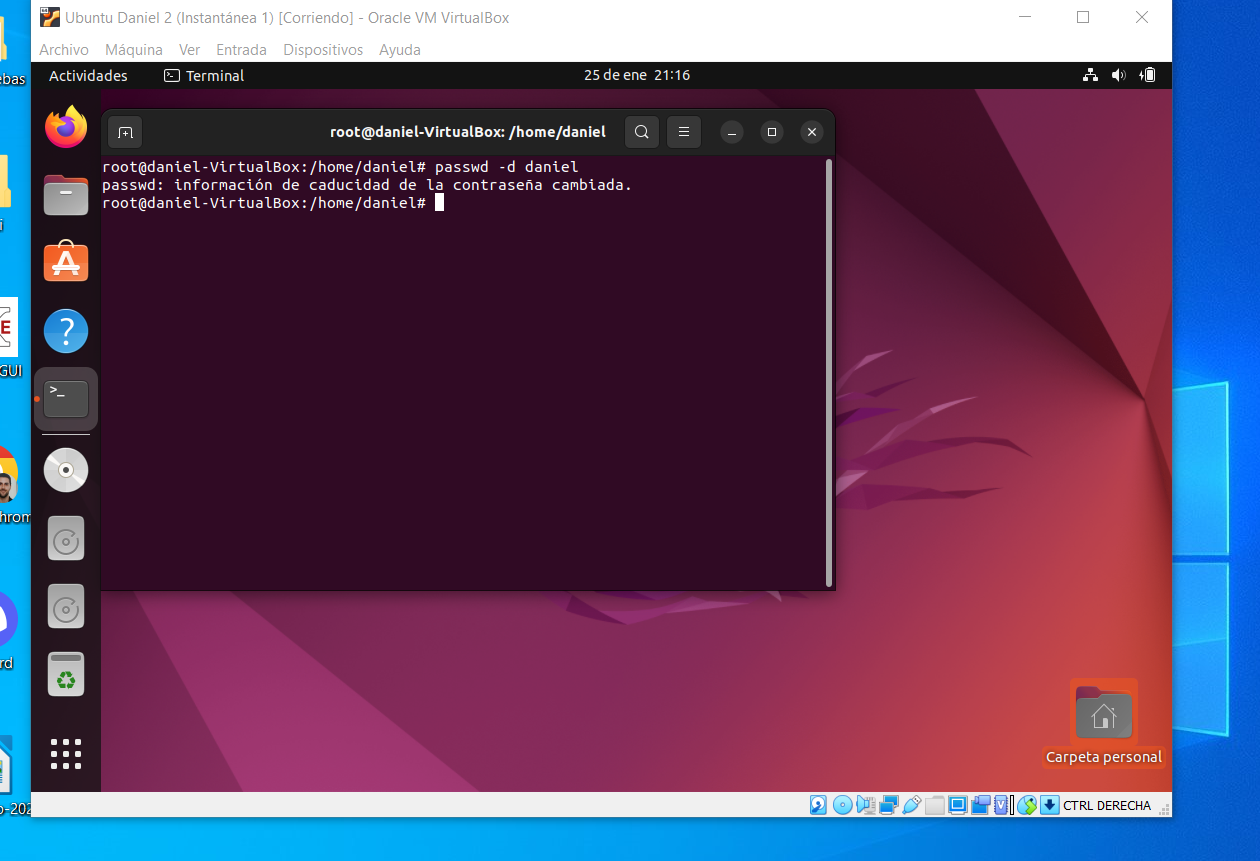 Ubuntu Daniel 2 (Instantánea 1) [Corriendo] - Oracle VM VirtualBox
Archivo Máquina Ver Entrada Dispositivos Ayuda
Actividades Terminal 25 de ene 21:16
root@daniel-VirtualBox: /home/daniel
root@daniel-VirtualBox:/home/daniel# passwd -d daniel
passwd: información de caducidad de la contraseña cambiada.
root@daniel-VirtualBox:/home/daniel#
ebas
GUI
hrom
rd
Carpeta personal
CTRL DERECHA